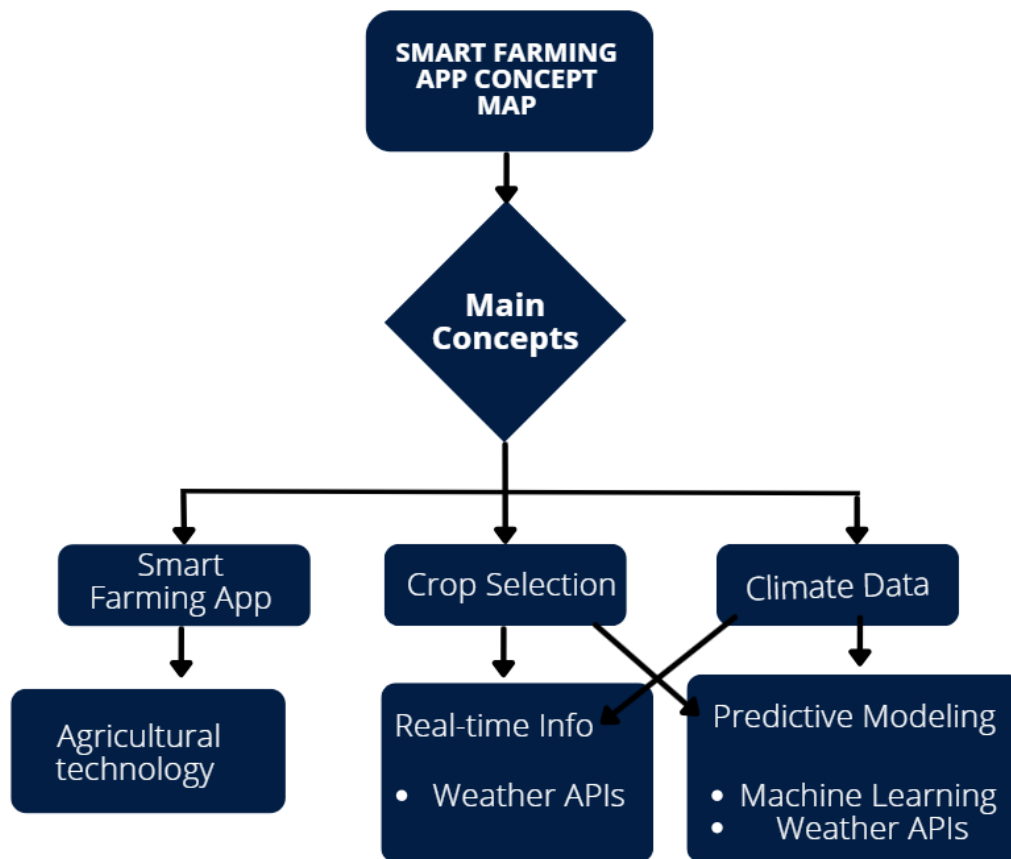 SMART FARMING
APP CONCEPT
MAP
Main
Concepts
Smart
Farming App
Crop Selection
Climate Data
Agricultural
technology
Real-time Info
• Weather APIs
Predictive Modeling
• Machine Learning
• Weather APIs